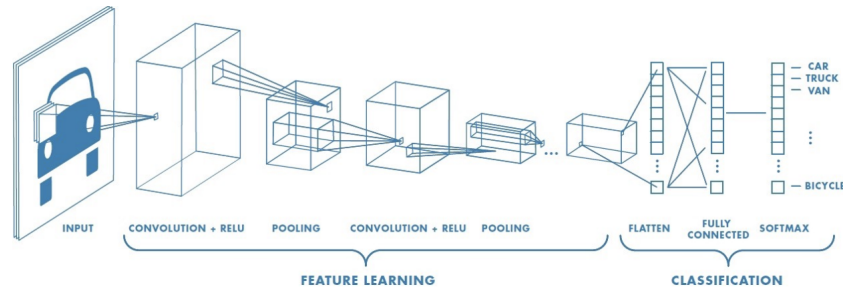 CAR
TRUCK
VAN
BICYCLE
INPUT
CONVOLUTION + RELU
POOLING
CONVOLUTION + RELU
POOLING
FLATTEN
FULLY
CONNECTED
SOFTMAX
FEATURE LEARNING
CLASSIFICATION